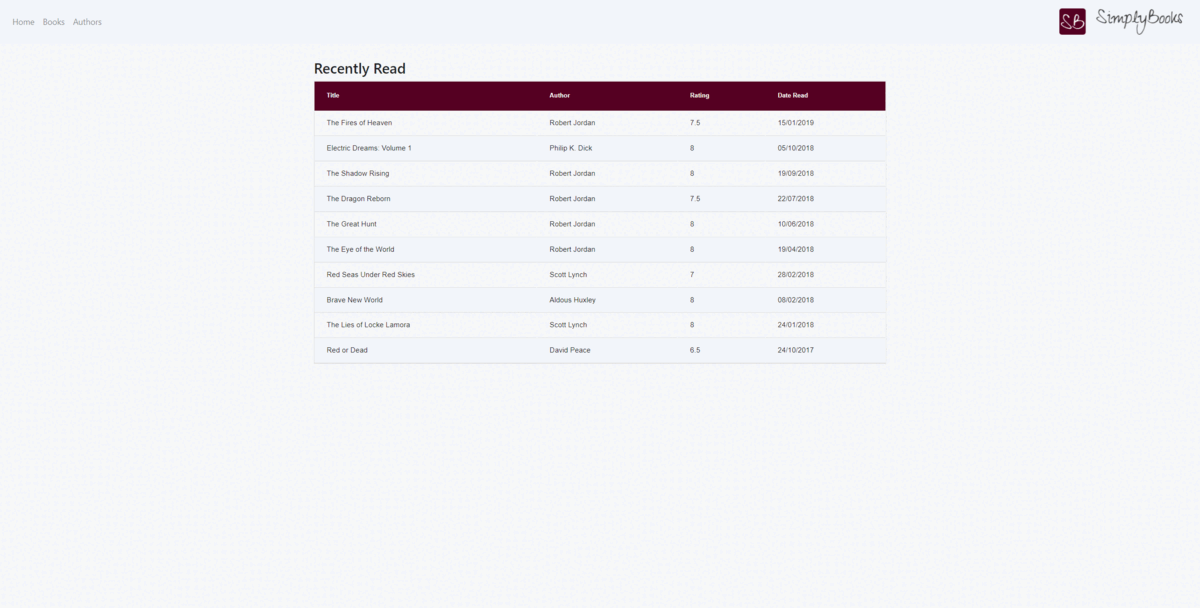 Home Books Authors
SB SimplyBooks
Recently Read
Title Author Rating Date Read
The Fires of Heaven Robert Jordan 7.5 15/01/2019
Electric Dreams: Volume 1 Philip K. Dick 8 05/10/2018
The Shadow Rising Robert Jordan 8 19/09/2018
The Dragon Reborn Robert Jordan 7.5 22/07/2018
The Great Hunt Robert Jordan 8 10/06/2018
The Eye of the World Robert Jordan 8 19/04/2018
Red Seas Under Red Skies Scott Lynch 7 28/02/2018
Brave New World Aldous Huxley 8 08/02/2018
The Lies of Locke Lamora Scott Lynch 8 24/01/2018
Red or Dead David Peace 6.5 24/10/2017